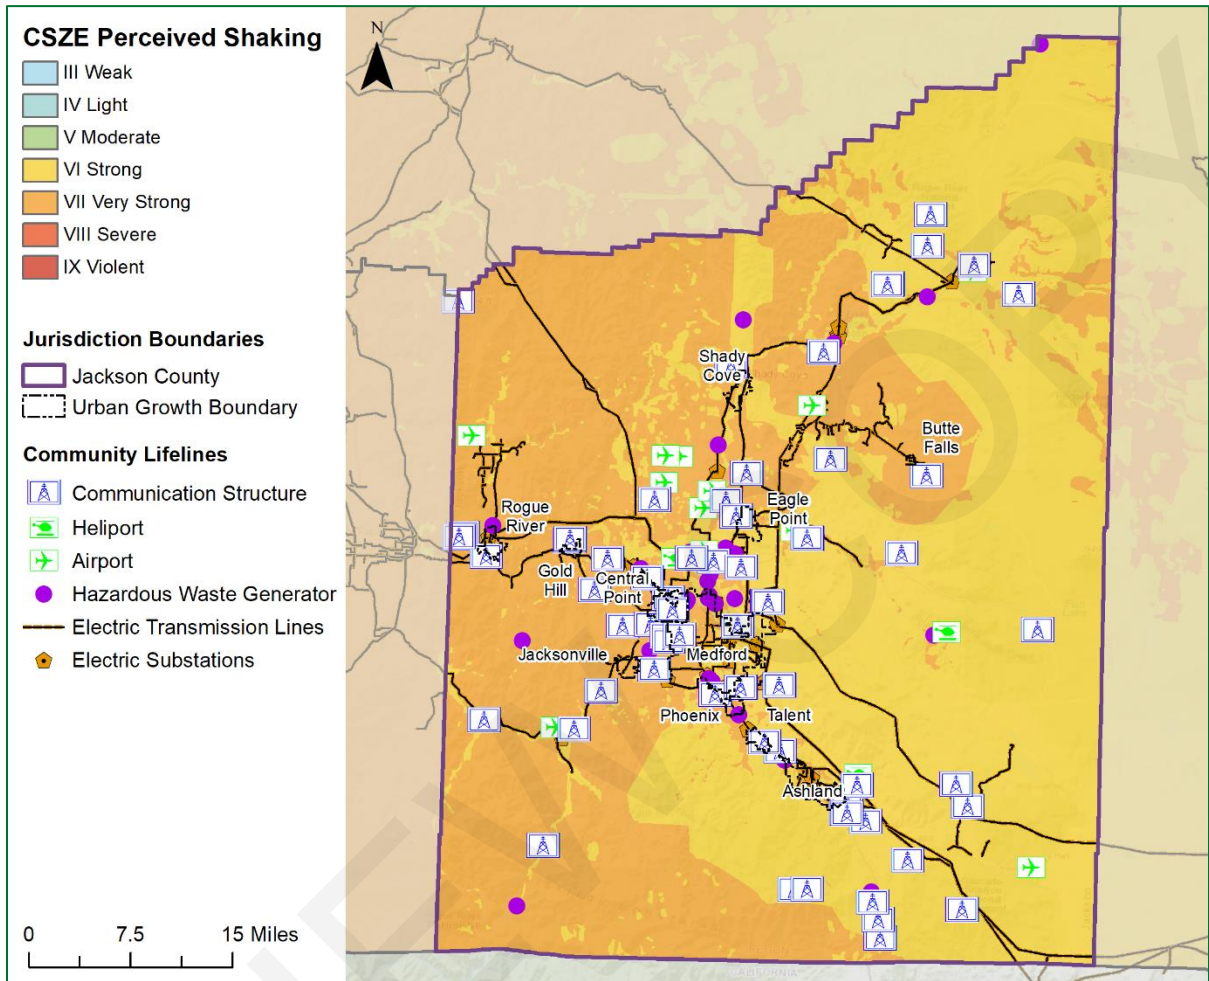 CSZE Perceived Shaking
III Weak
IV Light
V Moderate
VI Strong
VII Very Strong
VIII Severe
IX Violent
Jurisdiction Boundaries
Jackson County
Urban Growth Boundary
Community Lifelines
Communication Structure
Heliport
Airport
Hazardous Waste Generator
Electric Transmission Lines
Electric Substations
0 7.5 15 Miles
N
Shady
Cove
Butte
Falls
Eagle
Point
Rogue
River
Gold
Hill
Central
Point
Jacksonville
Medford
Phoenix
Talent
Ashland
CALIFORNIA